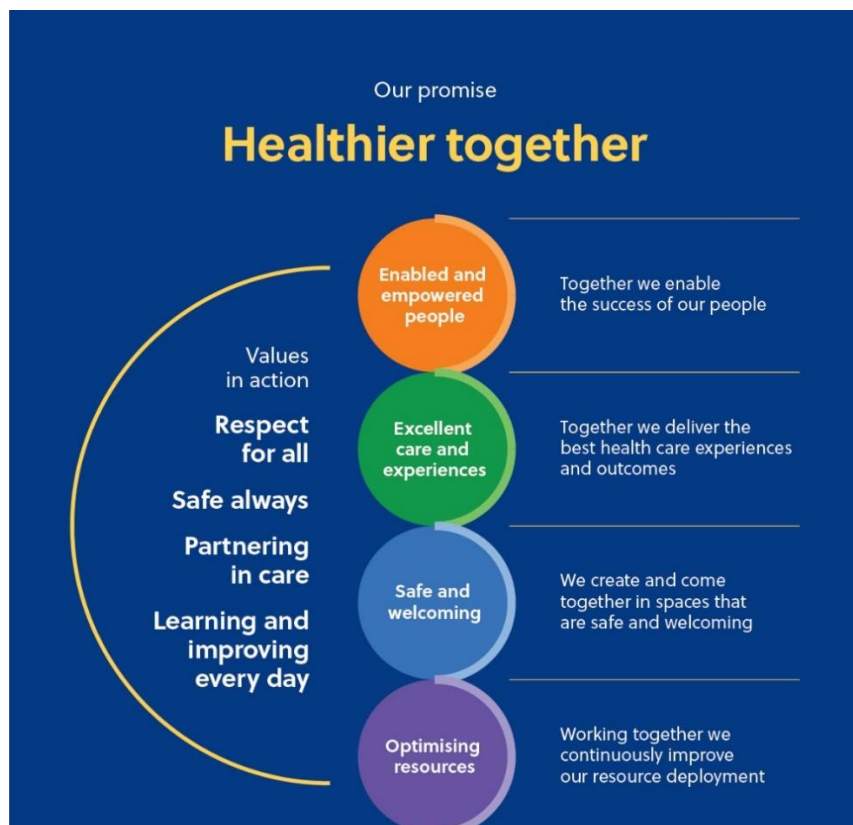 Our promise
Healthier together
Values
in action
Respect
for all
Safe always
Partnering
in care
Learning and
improving
every day
Enabled and
empowered
people
Together we enable
the success of our people
Excellent
care and
experiences
Together we deliver the
best health care experiences
and outcomes
Safe and
welcoming
We create and come
together in spaces that
are safe and welcoming
Optimising
resources
Working together we
continuously improve
our resource deployment